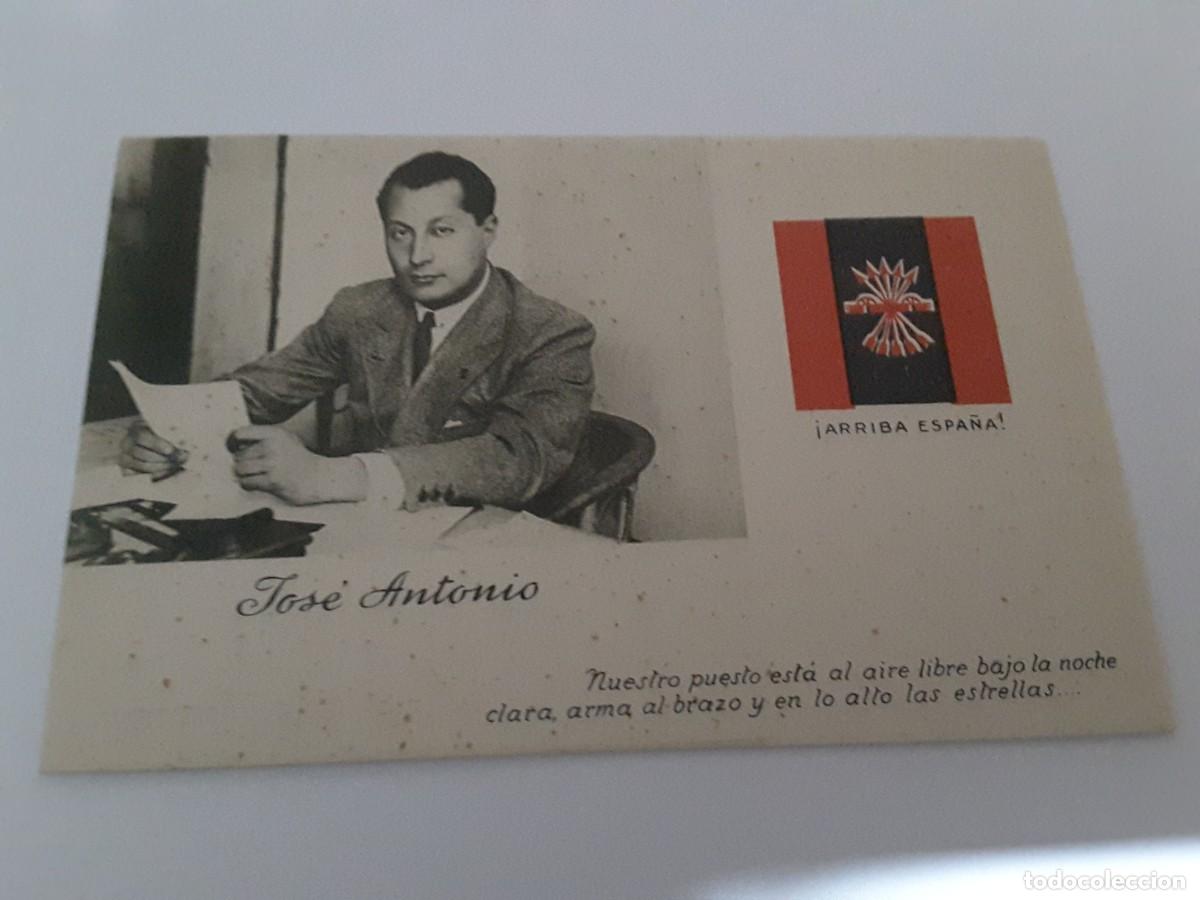 ¡ARRIBA ESPAÑA!
José Antonio
Nuestro puesto está al aire libre bajo la noche
clara, arma al brazo y en lo alto las estrellas....
todocoleccion